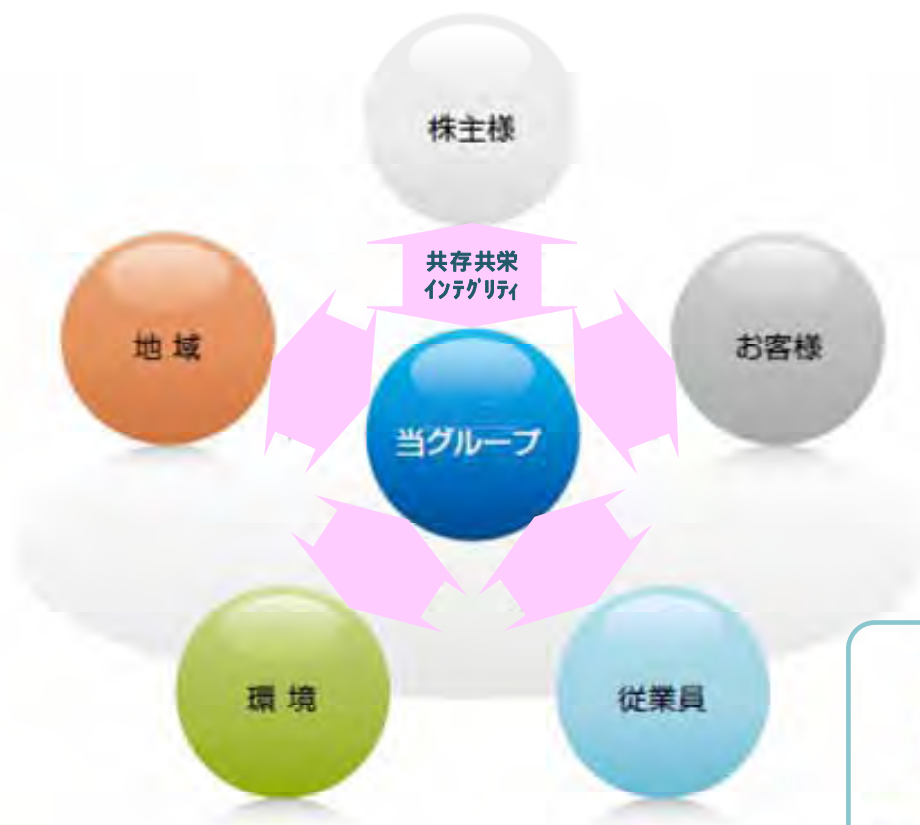 株主様
共存共栄
インテグリティ
地 域
お客様
当グループ
環 境
従業員